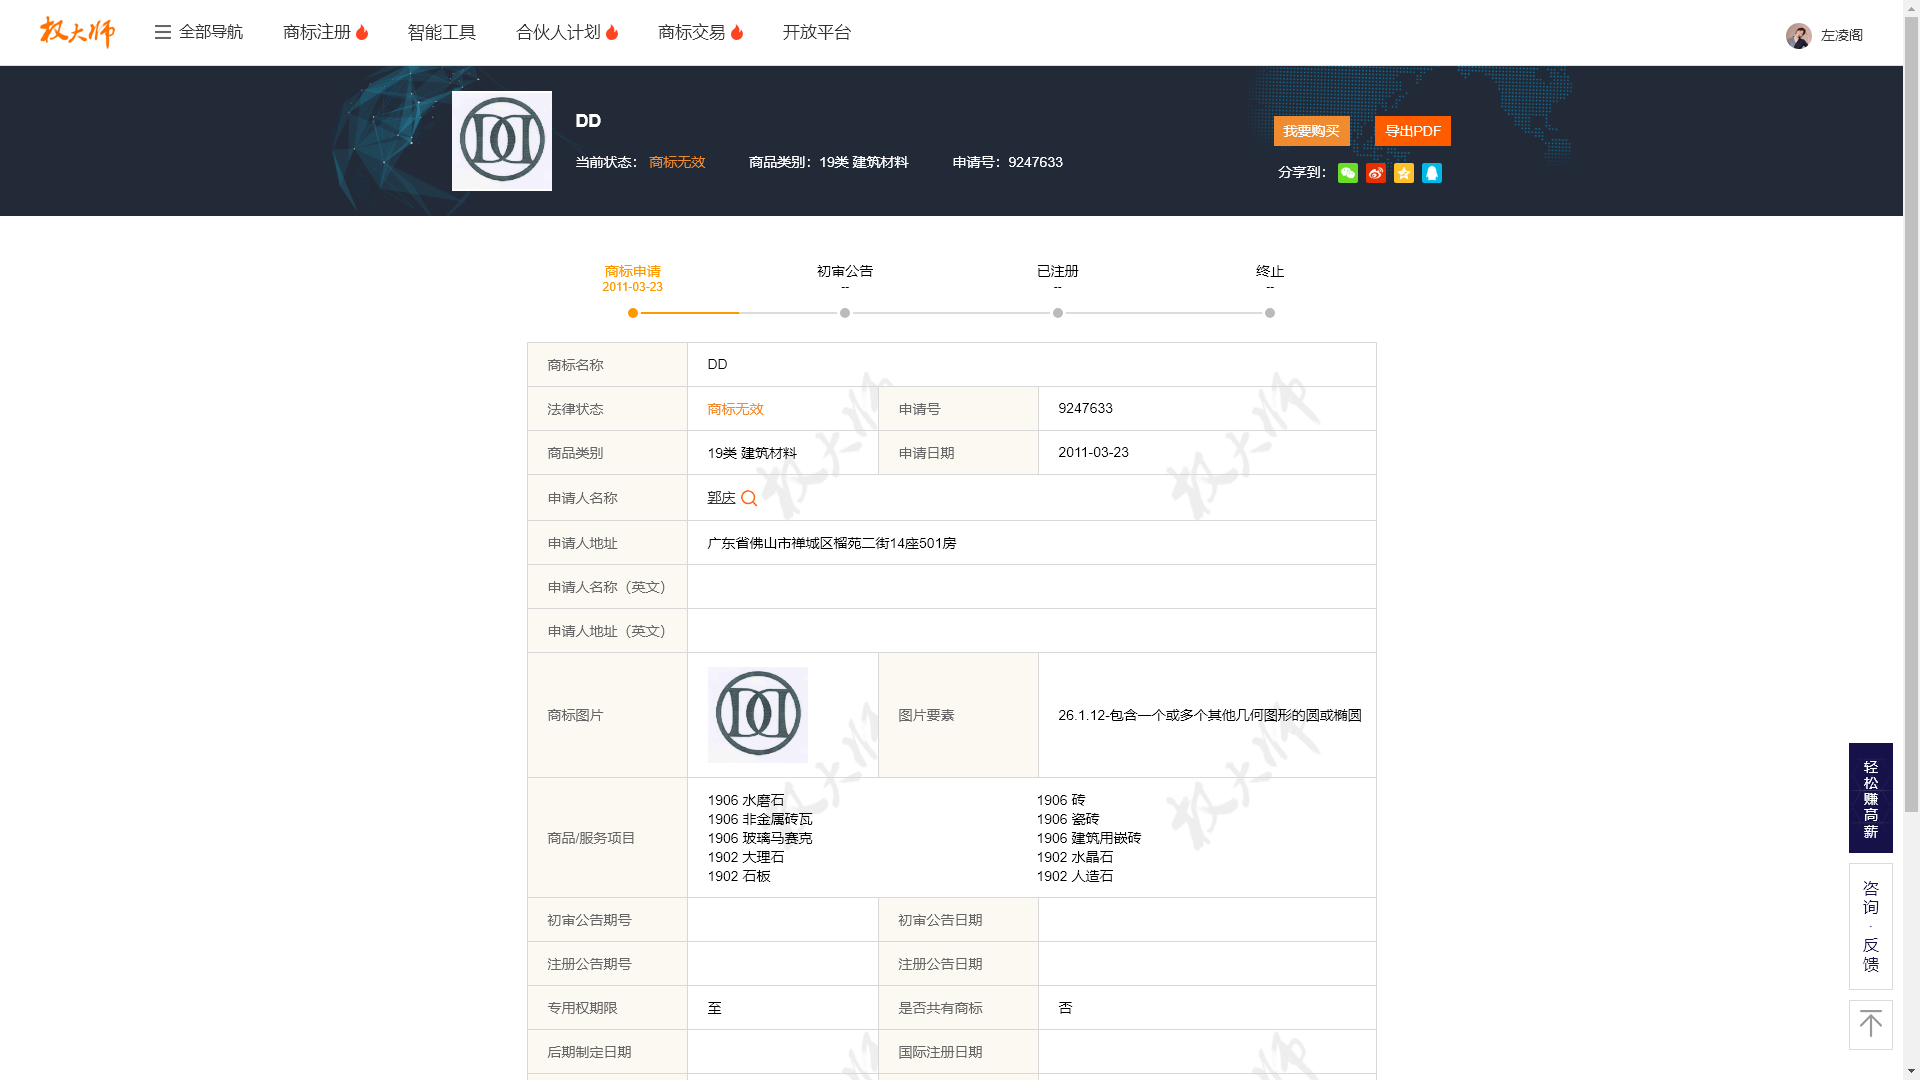 权大师
全部导航
商标注册
智能工具
合伙人计划
商标交易
开放平台
左凌阁
DD
当前状态： 商标无效
商品类别：19类 建筑材料
申请号：9247633
我要购买
导出PDF
分享到：
商标申请
2011-03-23
初审公告
--
已注册
--
终止
--
商标名称 DD
法律状态 商标无效 申请号 9247633
商品类别 19类 建筑材料 申请日期 2011-03-23
申请人名称 郭庆
申请人地址 广东省佛山市禅城区榴苑二街14座501房
申请人名称（英文）
申请人地址（英文）
商标图片 图片要素 26.1.12-包含一个或多个其他几何图形的圆或椭圆
商品/服务项目
1906 水磨石 1906 砖
1906 非金属砖瓦 1906 瓷砖
1906 玻璃马赛克 1906 建筑用嵌砖
1902 大理石 1902 水晶石
1902 石板 1902 人造石
初审公告期号 初审公告日期
注册公告期号 注册公告日期
专用权期限 至 是否共有商标 否
后期制定日期 国际注册日期
轻松赚高薪
咨询·反馈